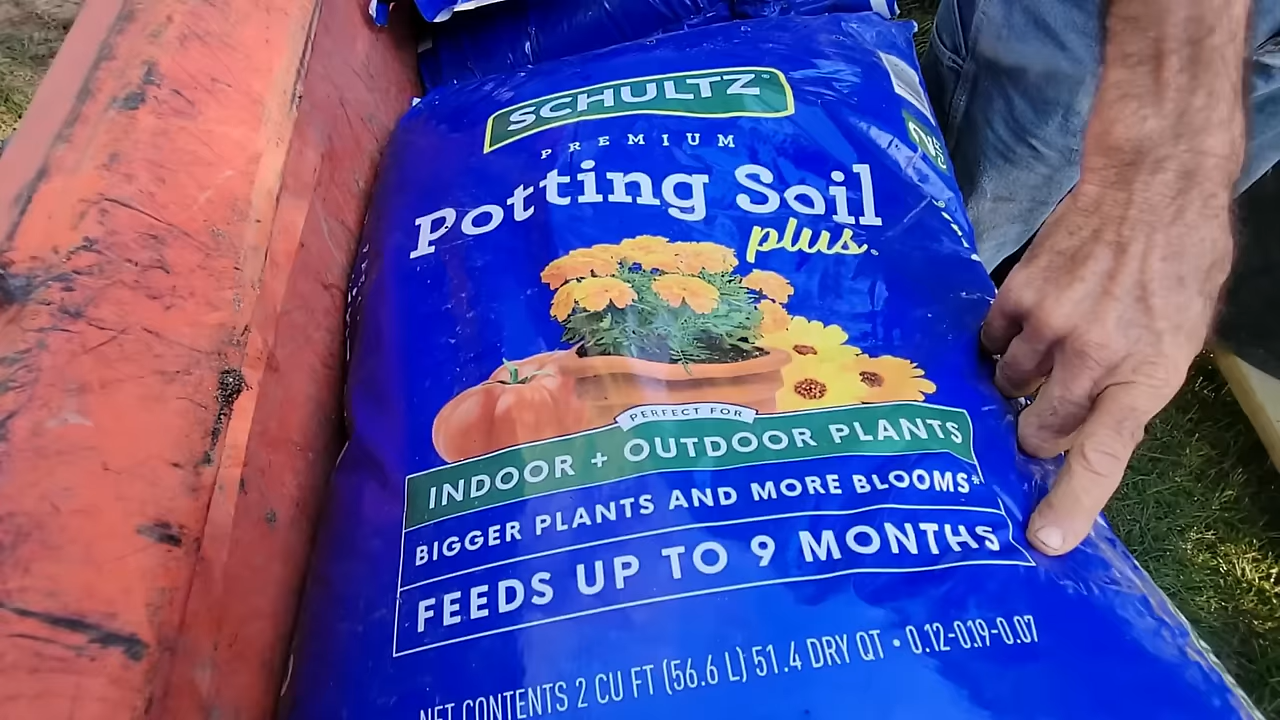 SCHULTZ®
PREMIUM
Potting Soil
plus.
PERFECT FOR
INDOOR + OUTDOOR PLANTS
BIGGER PLANTS AND MORE BLOOMS*
FEEDS UP TO 9 MONTHS
NET CONTENTS 2 CU FT (56.6 L) 51.4 DRY QT • 0.12-0.19-0.07